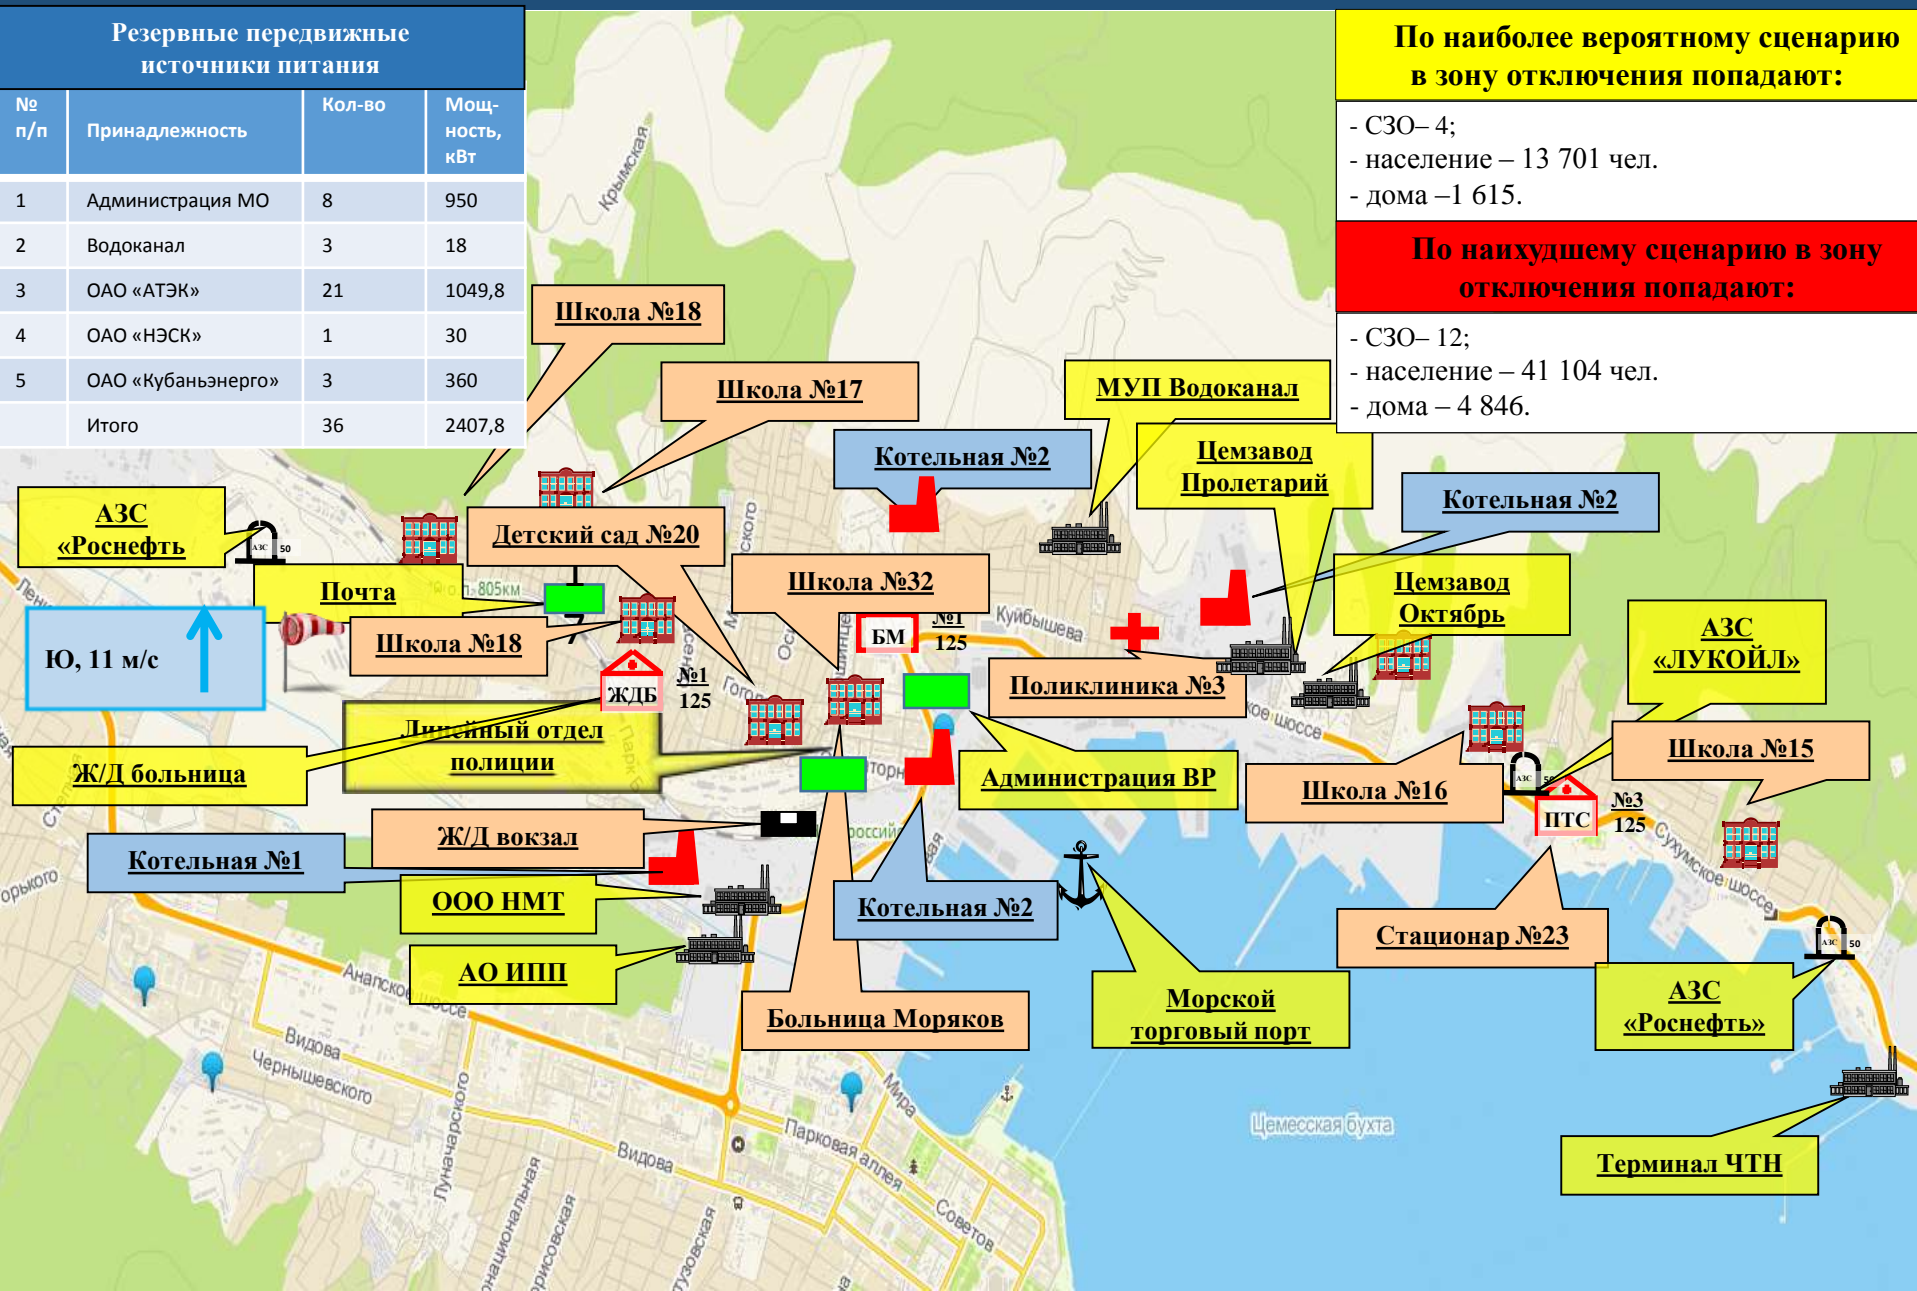 Резервные передвижные
источники питания
№ п/п Принадлежность Кол-во Мощ-ность, кВт
1 Администрация МО 8 950
2 Водоканал 3 18
3 ОАО «АТЭК» 21 1049,8
4 ОАО «НЭСК» 1 30
5 ОАО «Кубаньэнерго» 3 360
Итого 36 2407,8
По наиболее вероятному сценарию
в зону отключения попадают:
- СЗО– 4;
- население – 13 701 чел.
- дома –1 615.
По наихудшему сценарию в зону
отключения попадают:
- СЗО– 12;
- население – 41 104 чел.
- дома – 4 846.
Крымская
Школа №18
Школа №17
МУП Водоканал
Котельная №2
Цемзавод
Пролетарий
Котельная №2
АЗС
«Роснефть
АЗС 50
Детский сад №20
Школа №32
Почта
805км
Цемзавод
Октябрь
АЗС
«ЛУКОЙЛ»
Ю, 11 м/с
Школа №18
БМ
№1
125
Куйбышева
ЖДБ
№1
125
Поликлиника №3
Линейный отдел
полиции
Ж/Д больница
Администрация ВР
Школа №16
Школа №15
АЗС 50
ПТС
№3
125
Сухумское шоссе
Ж/Д вокзал
Котельная №1
ООО НМТ
Котельная №2
Стационар №23
АЗС 50
АО ИПП
Больница Моряков
Морской
торговый порт
АЗС
«Роснефть»
Анапское шоссе
Видова
Чернышевского
Луначарского
Мира
Парковая аллея
Видова
Советов
Цемесская бухта
Терминал ЧТН